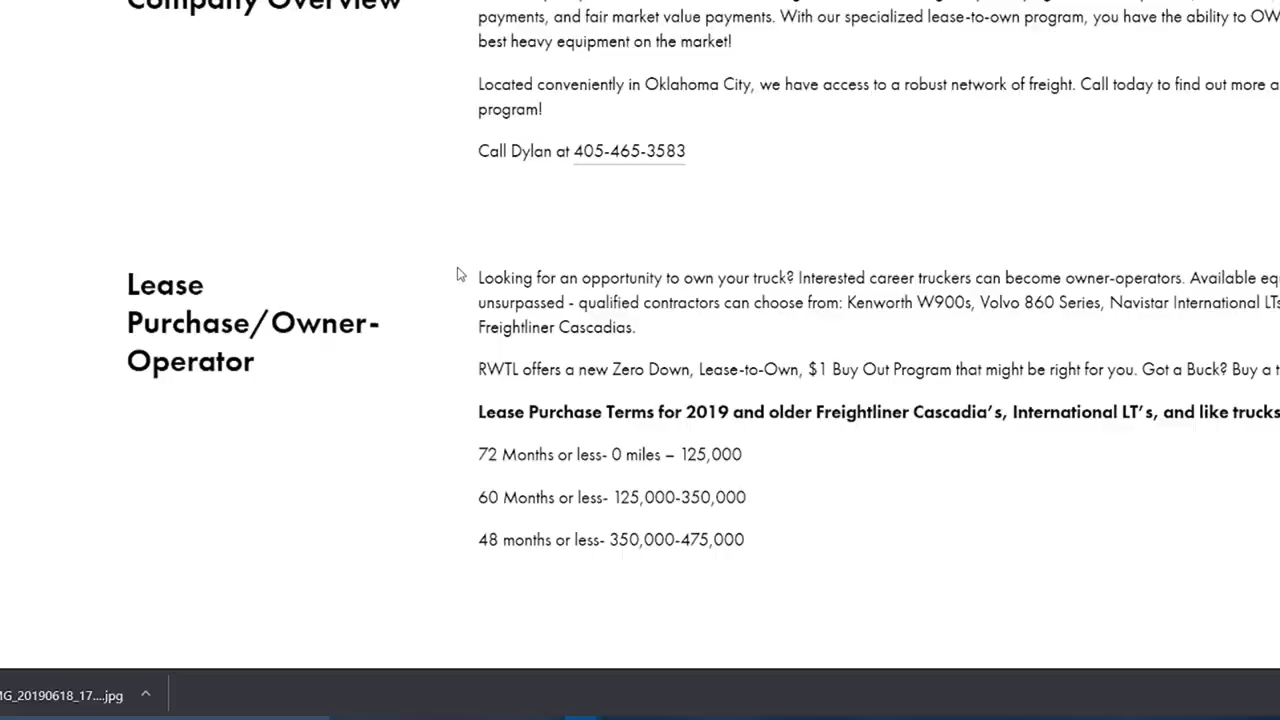 Company Overview
payments, and fair market value payments. With our specialized lease-to-own program, you have the ability to OW
best heavy equipment on the market!
Located conveniently in Oklahoma City, we have access to a robust network of freight. Call today to find out more a
program!
Call Dylan at 405-465-3583
Lease
Purchase/Owner-
Operator
Looking for an opportunity to own your truck? Interested career truckers can become owner-operators. Available eq
unsurpassed - qualified contractors can choose from: Kenworth W900s, Volvo 860 Series, Navistar International LTs
Freightliner Cascadias.
RWTL offers a new Zero Down, Lease-to-Own, $1 Buy Out Program that might be right for you. Got a Buck? Buy a t
Lease Purchase Terms for 2019 and older Freightliner Cascadia's, International LT's, and like trucks
72 Months or less- 0 miles – 125,000
60 Months or less- 125,000-350,000
48 months or less- 350,000-475,000
MG_20190618_17....jpg